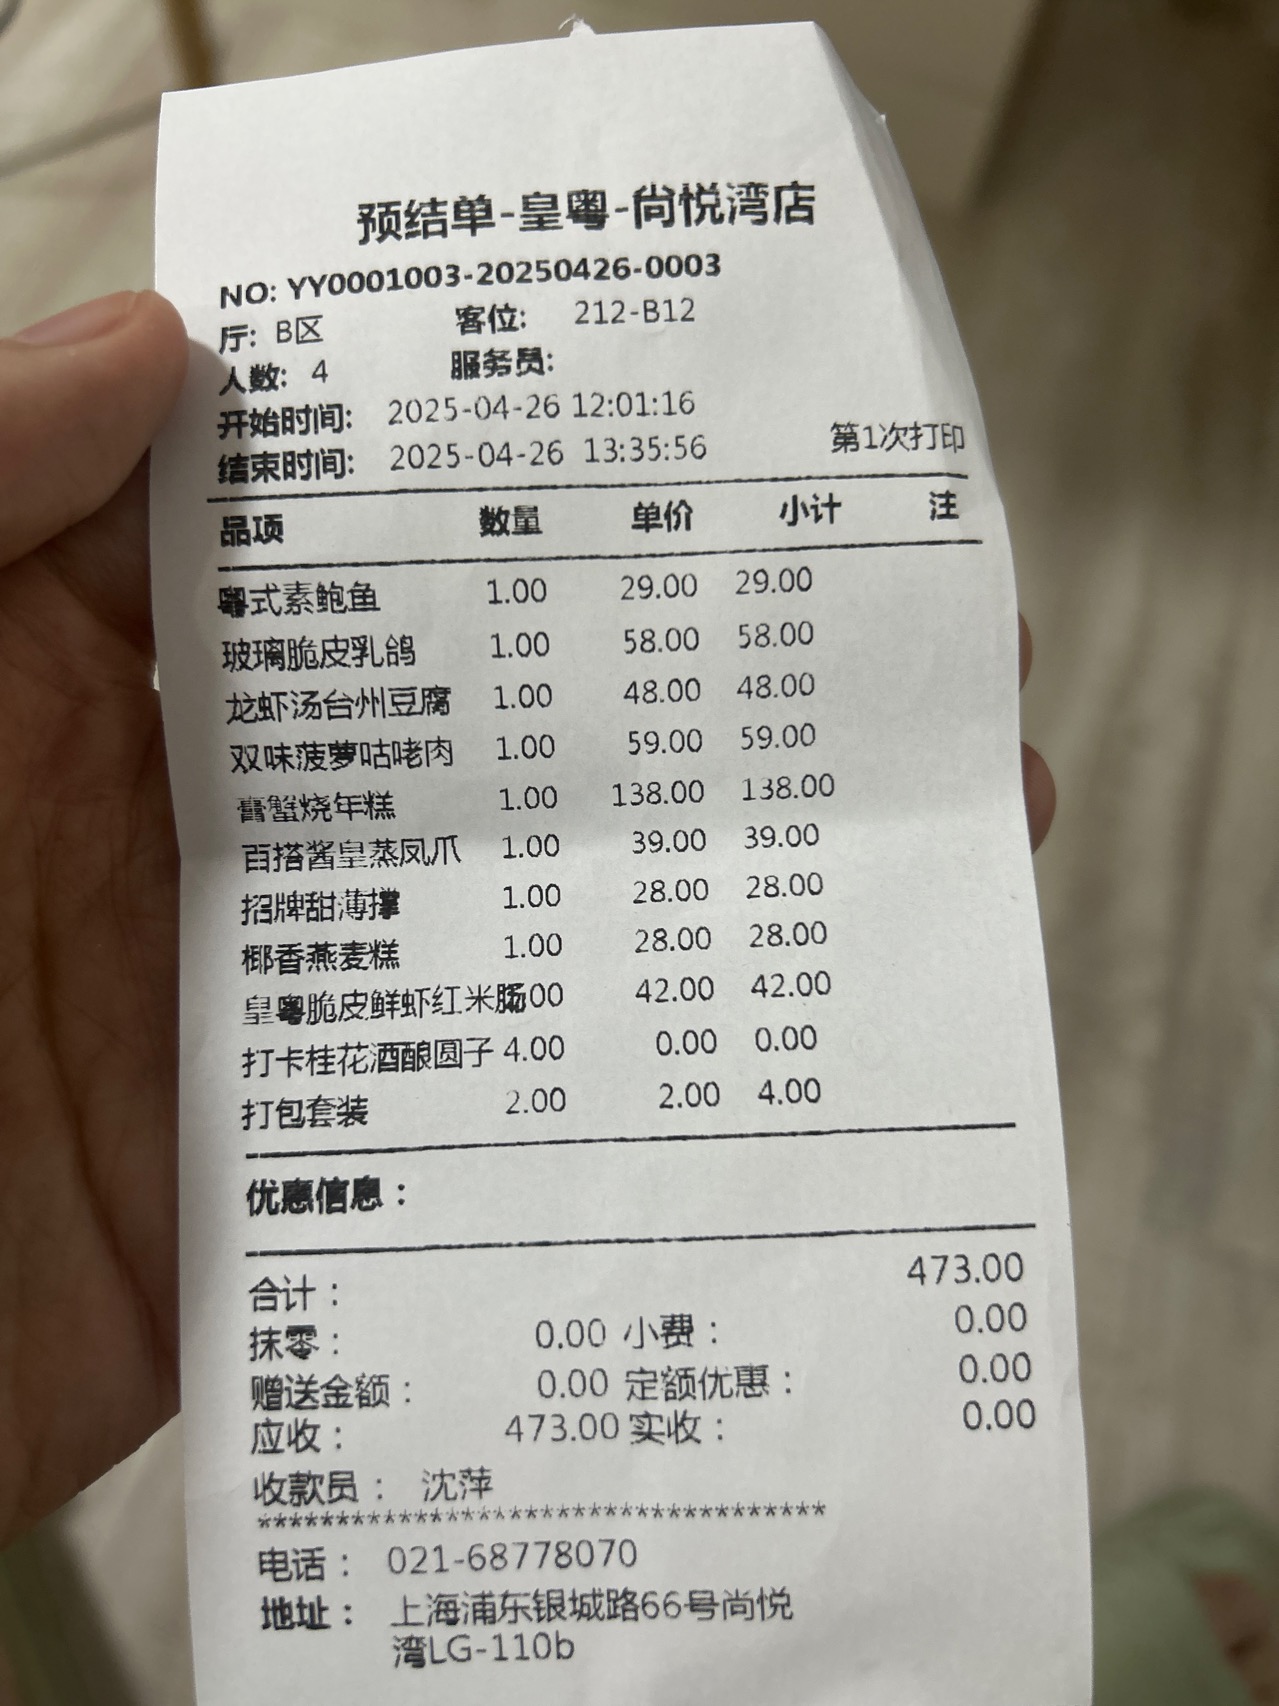 预结单-皇粤-尚悦湾店
NO: YY0001003-20250426-0003
厅: B区 客位: 212-B12
人数: 4 服务员:
开始时间: 2025-04-26 12:01:16
结束时间: 2025-04-26 13:35:56 第1次打印
品项 数量 单价 小计 注
粤式素鲍鱼 1.00 29.00 29.00
玻璃脆皮乳鸽 1.00 58.00 58.00
龙虾汤台州豆腐 1.00 48.00 48.00
双味菠萝咕咾肉 1.00 59.00 59.00
膏蟹烧年糕 1.00 138.00 138.00
百搭酱皇蒸凤爪 1.00 39.00 39.00
招牌甜薄撑 1.00 28.00 28.00
椰香燕麦糕 1.00 28.00 28.00
皇粤脆皮鲜虾红米肠 .00 42.00 42.00
打卡桂花酒酿圆子 4.00 0.00 0.00
打包套装 2.00 2.00 4.00
优惠信息：
合计： 473.00
抹零： 0.00 小费： 0.00
赠送金额： 0.00 定额优惠： 0.00
应收： 473.00 实收： 0.00
收款员： 沈萍
************************************
电话： 021-68778070
地址： 上海浦东银城路66号尚悦
湾LG-110b